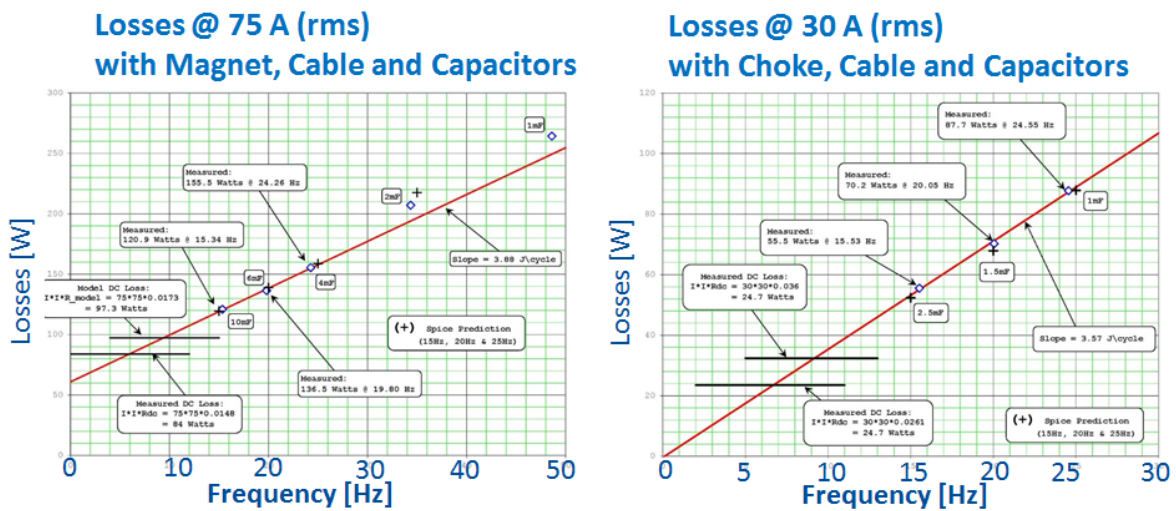 Losses @ 75 A (rms)
with Magnet, Cable and Capacitors
300
250
200
150
100
50
0
Losses [W]
1mF
Measured:
155.5 Watts @ 24.26 Hz
2mF
Measured:
120.9 Watts @ 15.34 Hz
Slope = 3.88 J\cycle
6mF
4mF
Model DC Loss:
I*I*R_model = 75*75*0.0173
= 97.3 Watts
10mF
(+) Spice Prediction
(15Hz, 20Hz & 25Hz)
Measured:
136.5 Watts @ 19.80 Hz
Measured DC Loss:
I*I*Rdc = 75*75*0.0148
= 84 Watts
0 10 20 30 40 50
Frequency [Hz]
Losses @ 30 A (rms)
with Choke, Cable and Capacitors
120
100
80
60
40
20
0
Losses [W]
Measured:
87.7 Watts @ 24.55 Hz
Measured:
70.2 Watts @ 20.05 Hz
1mF
Measured:
55.5 Watts @ 15.53 Hz
1.5mF
Measured DC Loss:
I*I*Rdc = 30*30*0.036
= 24.7 Watts
2.5mF
Slope = 3.57 J\cycle
Measured DC Loss:
I*I*Rdc = 30*30*0.0261
= 24.7 Watts
(+) Spice Prediction
(15Hz, 20Hz & 25Hz)
0 5 10 15 20 25 30
Frequency [Hz]